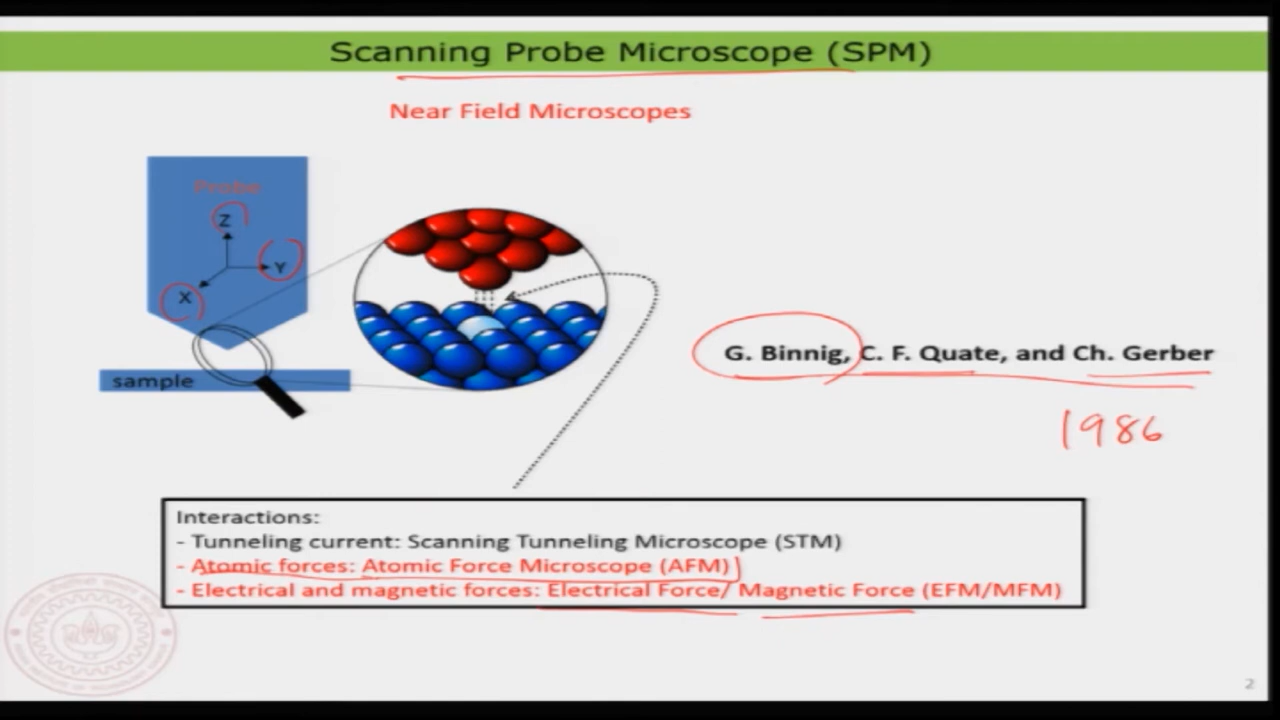 Scanning Probe Microscope (SPM)
Near Field Microscopes
Probe
Z
Y
X
sample
G. Binnig, C. F. Quate, and Ch. Gerber
1986
Interactions:
- Tunneling current: Scanning Tunneling Microscope (STM)
- Atomic forces: Atomic Force Microscope (AFM)
- Electrical and magnetic forces: Electrical Force/ Magnetic Force (EFM/MFM)
2